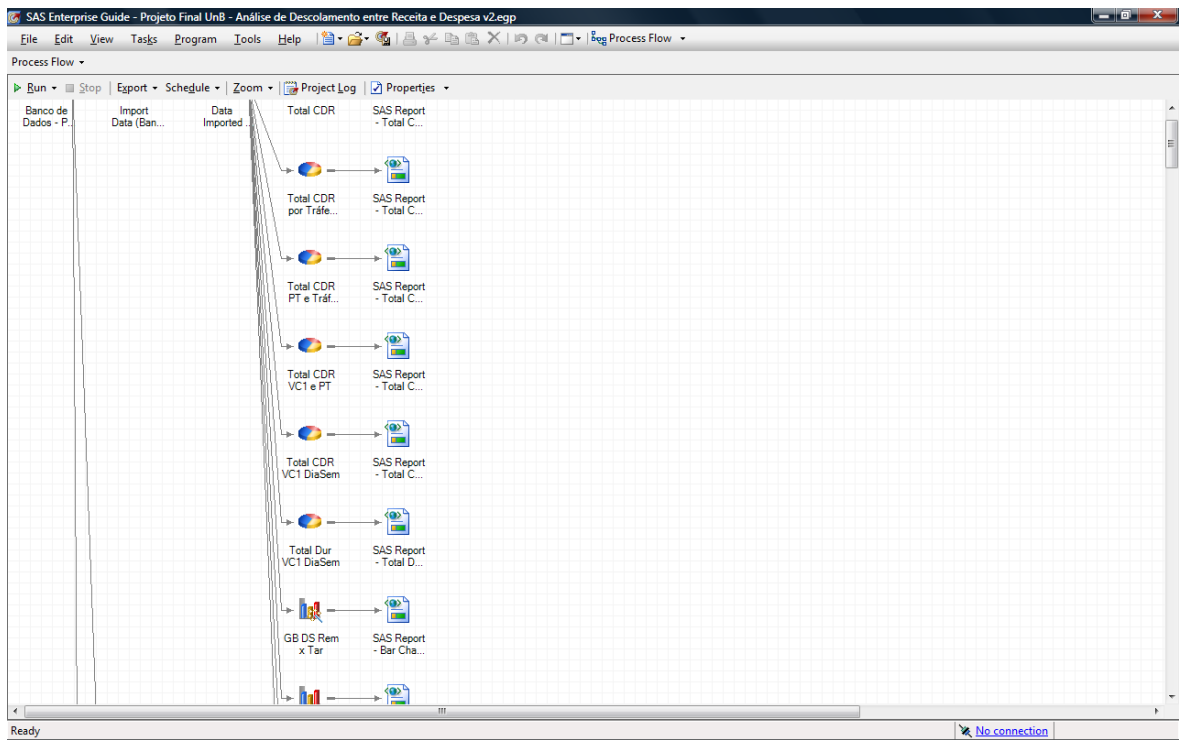 SAS Enterprise Guide - Projeto Final UnB - Análise de Descolamento entre Receita e Despesa v2.egp
File Edit View Tasks Program Tools Help Process Flow
Process Flow
Run Stop Export Schedule Zoom Project Log Properties
Banco de Import Data Total CDR SAS Report
Dados - P... Data (Ban... Imported ... - Total C...
Total CDR SAS Report
por Tráfe... - Total C...
Total CDR SAS Report
PT e Tráf... - Total C...
Total CDR SAS Report
VC1 e PT - Total C...
Total CDR SAS Report
VC1 DiaSem - Total C...
Total Dur SAS Report
VC1 DiaSem - Total D...
GB DS Rem SAS Report
x Tar - Bar Cha...
Ready No connection